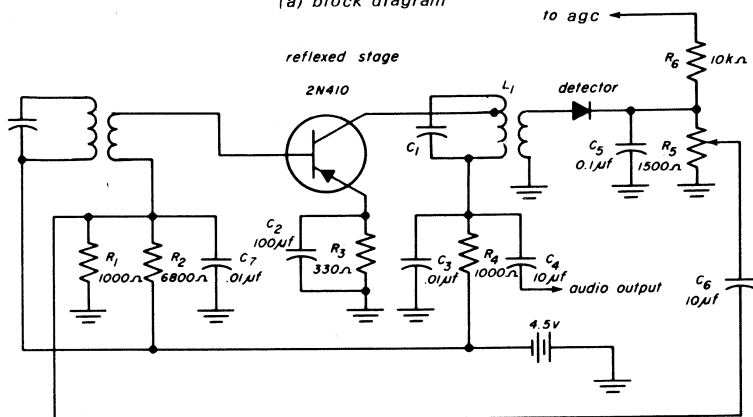 (a) block diagram
to agc
reflexed stage
2N410
L1
detector
R6
10kΩ
C1
C5
0.1µf
R5
1500Ω
R1
1000Ω
R2
6800Ω
C7
.01µf
C2
100µf
R3
330Ω
C3
.01µf
R4
1000Ω
C4
10µf
audio output
C6
10µf
4.5v